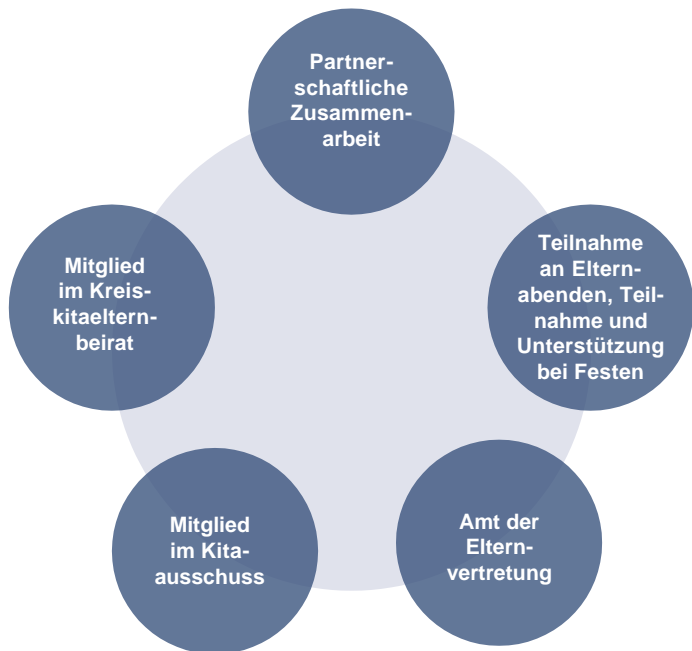 Partner-
schaftliche
Zusammen-
arbeit
Teilnahme
an Eltern-
abenden, Teil-
nahme und
Unterstützung
bei Festen
Amt der
Eltern-
vertretung
Mitglied
im Kita-
ausschuss
Mitglied
im Kreis-
kitaeltern-
beirat